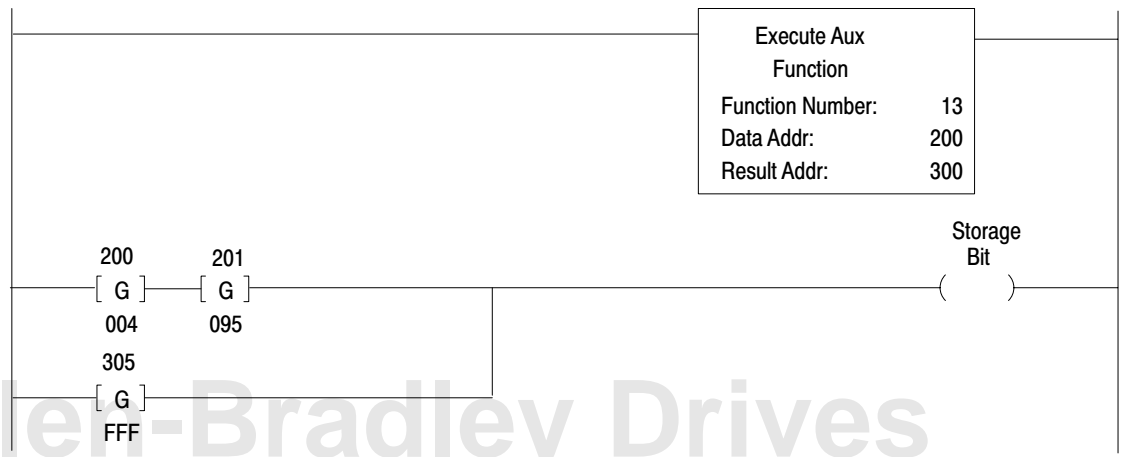 Execute Aux
Function
Function Number: 13
Data Addr: 200
Result Addr: 300
Storage
Bit
200 201
[ G ] [ G ] ( )
004 095
305
[ G ]
FFF
len-Bradley Drives